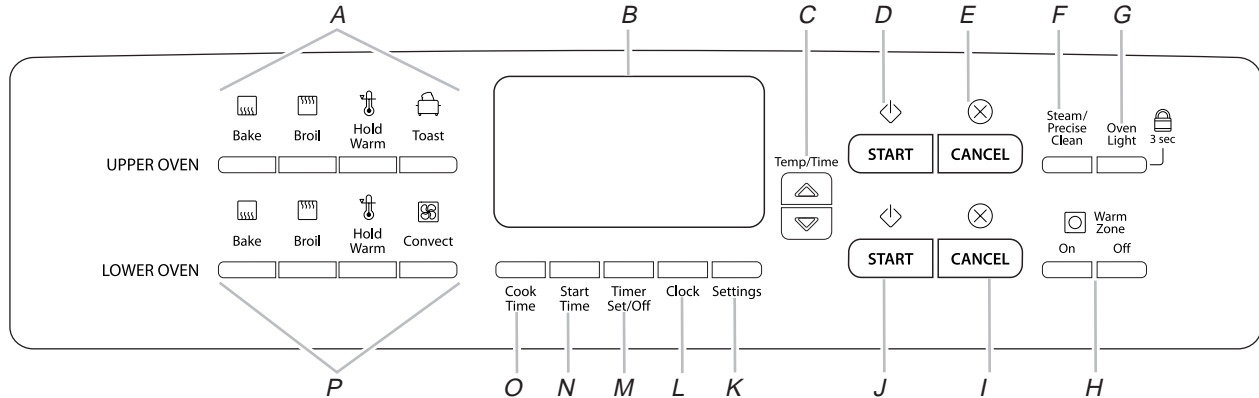 A
B
C
D
E
F
G
Bake
Broil
Hold
Warm
Toast
UPPER OVEN
Temp/Time
START
CANCEL
Steam/
Precise
Clean
Oven
Light
3 sec
Bake
Broil
Hold
Warm
Convect
LOWER OVEN
START
CANCEL
Warm
Zone
On
Off
Cook
Time
Start
Time
Timer
Set/Off
Clock
Settings
P
O
N
M
L
K
J
I
H